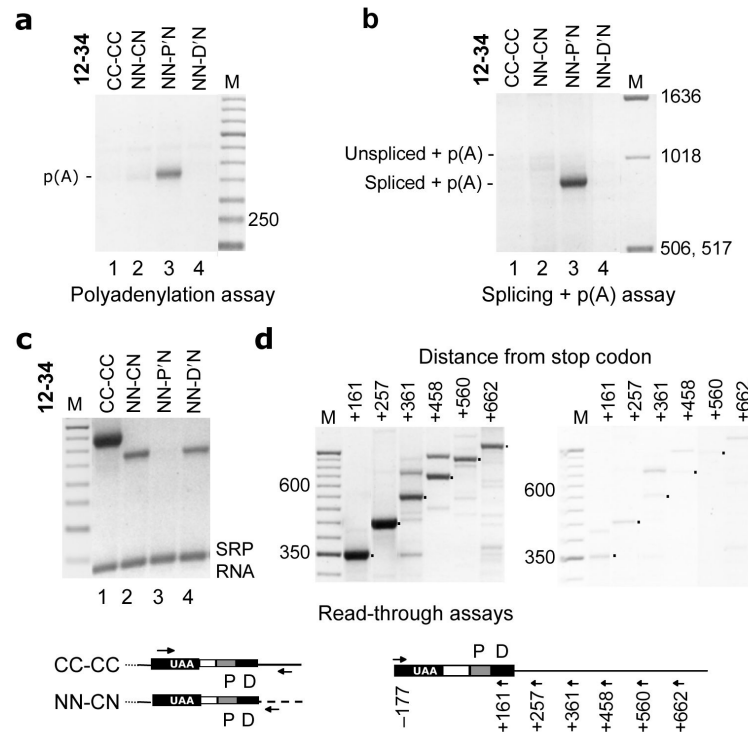 a
12-34
CC-CC
NN-CN
NN-P'N
NN-D'N
M
p(A) -
250
1 2 3 4
Polyadenylation assay
b
12-34
CC-CC
NN-CN
NN-P'N
NN-D'N
M
1636
Unspliced + p(A) -
1018
Spliced + p(A) -
506, 517
1 2 3 4
Splicing + p(A) assay
c
12-34
M
CC-CC
NN-CN
NN-P'N
NN-D'N
SRP
RNA
1 2 3 4
d
Distance from stop codon
M
+161
+257
+361
+458
+560
+662
600
350
M
+161
+257
+361
+458
+560
+662
600
350
Read-through assays
CC-CC
UAA
P D
NN-CN
UAA
P D
P D
UAA
–177
+161
+257
+361
+458
+560
+662